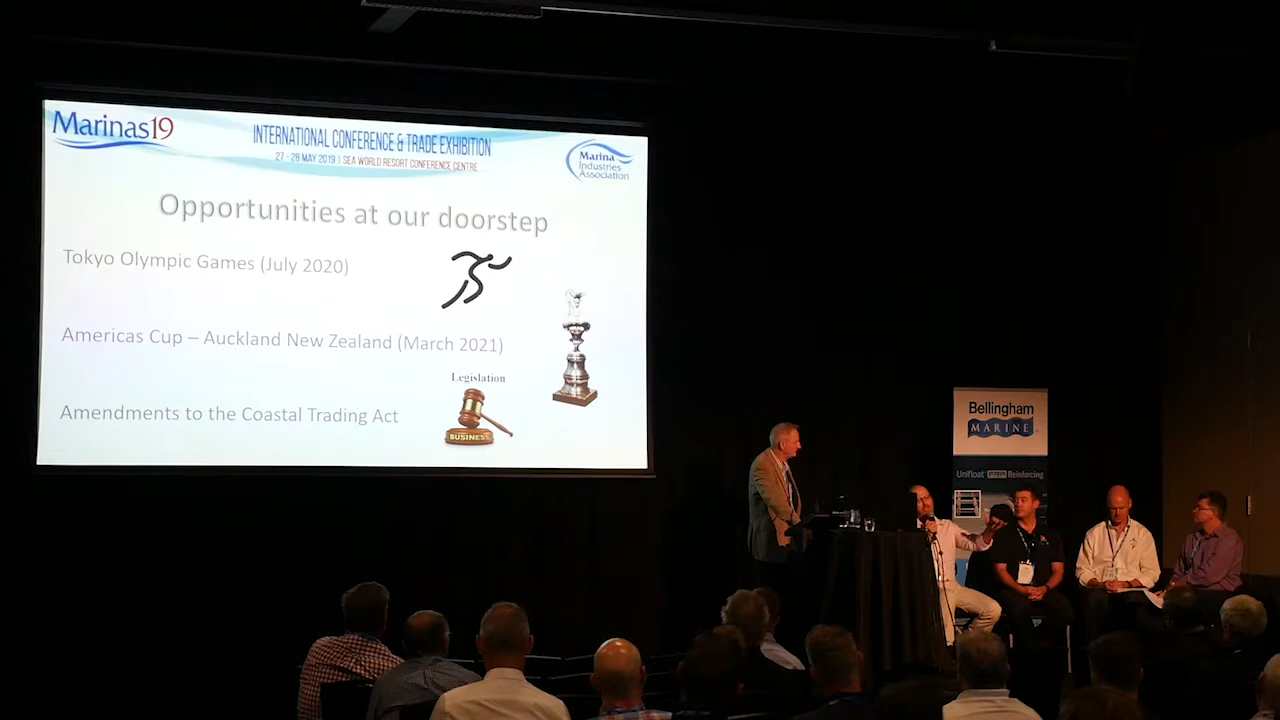 Marinas19
INTERNATIONAL CONFERENCE & TRADE EXHIBITION
27 - 28 MAY 2019 | SEA WORLD RESORT CONFERENCE CENTRE
Marina
Industries
Association
Opportunities at our doorstep
Tokyo Olympic Games (July 2020)
Americas Cup – Auckland New Zealand (March 2021)
Legislation
Amendments to the Coastal Trading Act
BUSINESS
Bellingham
MARINE
Unifloat
Reinforcing